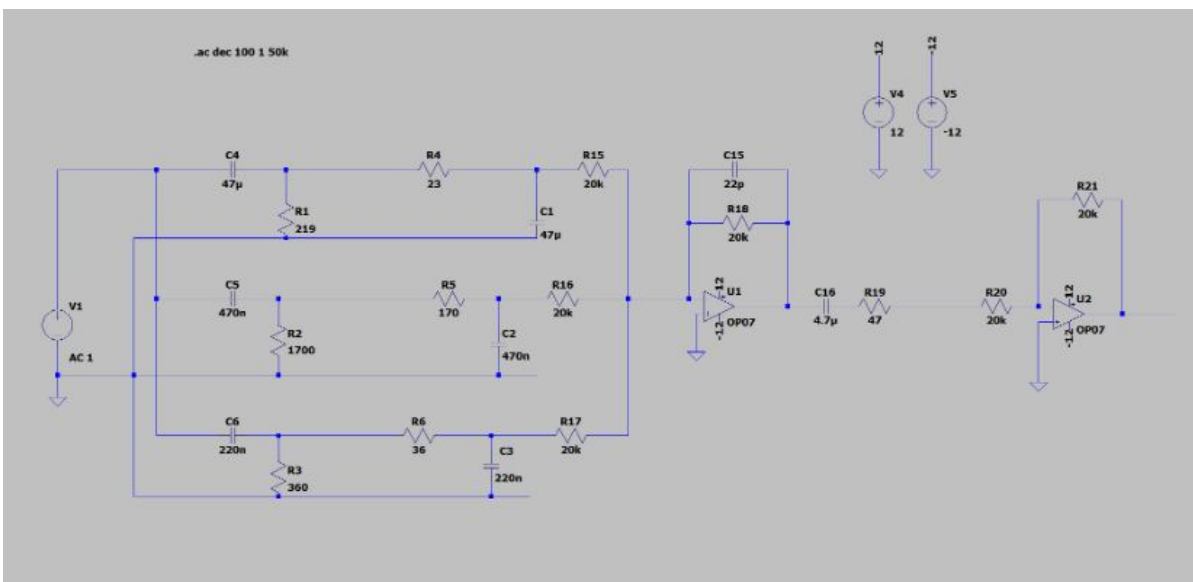 .ac dec 100 1 50k
12
-12
V4
12
V5
-12
C4
47µ
R4
23
R15
20k
C15
22p
R21
20k
R1
219
C1
47µ
R18
20k
V1
AC 1
C5
470n
R5
170
R16
20k
12
U1
-12
OP07
C16
4.7µ
R19
47
R20
20k
12
U2
-12
OP07
R2
1700
C2
470n
C6
220n
R6
36
R17
20k
R3
360
C3
220n